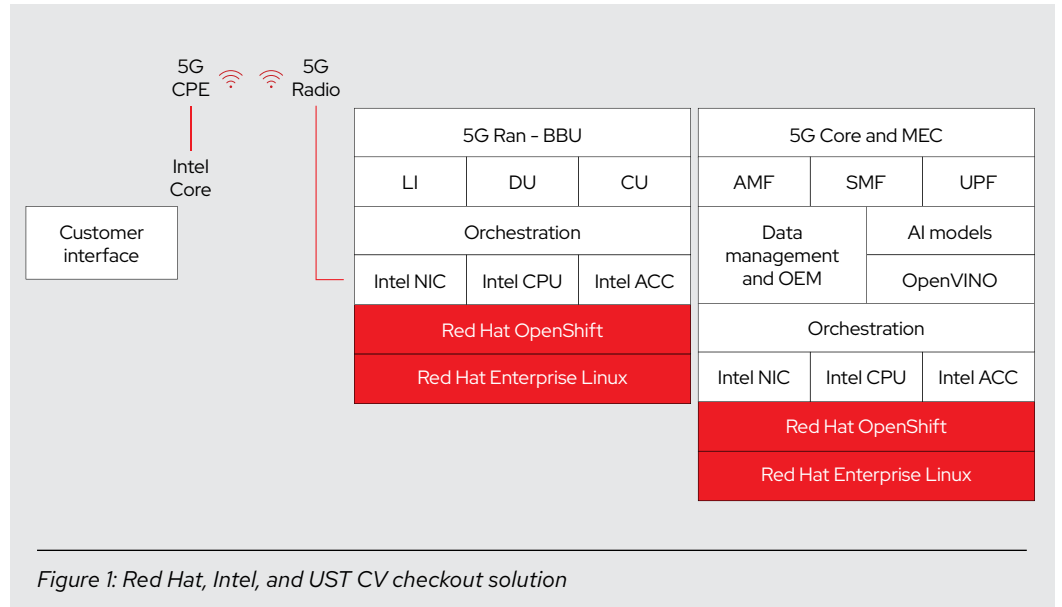 5G
CPE
5G
Radio
Intel
Core
Customer
interface
5G Ran - BBU
LI
DU
CU
Orchestration
Intel NIC
Intel CPU
Intel ACC
Red Hat OpenShift
Red Hat Enterprise Linux
5G Core and MEC
AMF
SMF
UPF
Data
management
and OEM
AI models
OpenVINO
Orchestration
Intel NIC
Intel CPU
Intel ACC
Red Hat OpenShift
Red Hat Enterprise Linux
Figure 1: Red Hat, Intel, and UST CV checkout solution